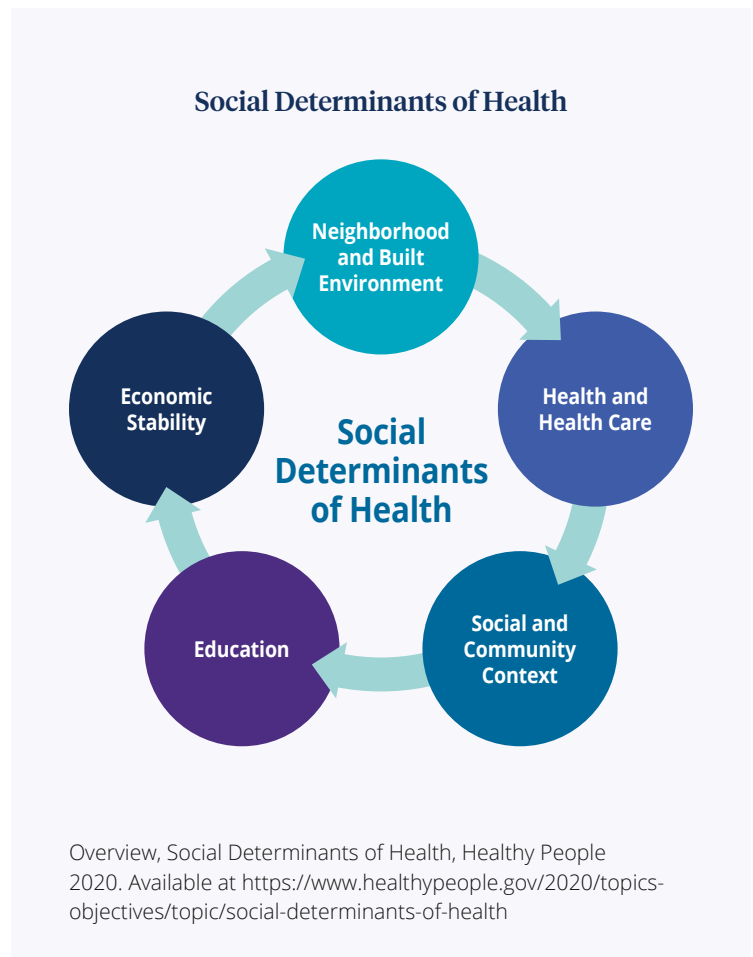 Social Determinants of Health
Neighborhood
and Built
Environment
Economic
Stability
Health and
Health Care
Social
Determinants
of Health
Education
Social and
Community
Context
Overview, Social Determinants of Health, Healthy People
2020. Available at https://www.healthypeople.gov/2020/topics-
objectives/topic/social-determinants-of-health